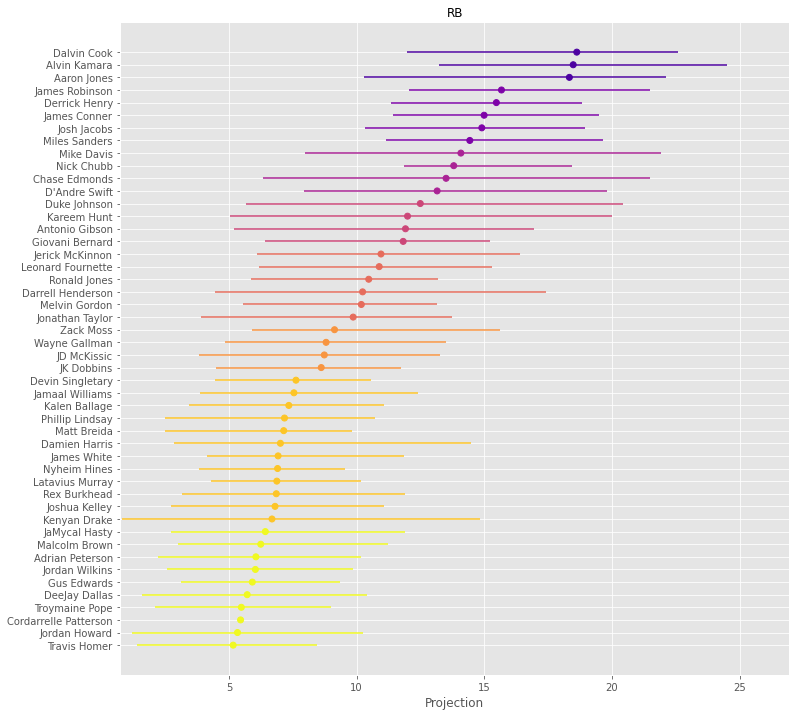 RB
Dalvin Cook
Alvin Kamara
Aaron Jones
James Robinson
Derrick Henry
James Conner
Josh Jacobs
Miles Sanders
Mike Davis
Nick Chubb
Chase Edmonds
D'Andre Swift
Duke Johnson
Kareem Hunt
Antonio Gibson
Giovani Bernard
Jerick McKinnon
Leonard Fournette
Ronald Jones
Darrell Henderson
Melvin Gordon
Jonathan Taylor
Zack Moss
Wayne Gallman
JD McKissic
JK Dobbins
Devin Singletary
Jamaal Williams
Kalen Ballage
Phillip Lindsay
Matt Breida
Damien Harris
James White
Nyheim Hines
Latavius Murray
Rex Burkhead
Joshua Kelley
Kenyan Drake
JaMycal Hasty
Malcolm Brown
Adrian Peterson
Jordan Wilkins
Gus Edwards
DeeJay Dallas
Troymaine Pope
Cordarrelle Patterson
Jordan Howard
Travis Homer
5 10 15 20 25
Projection